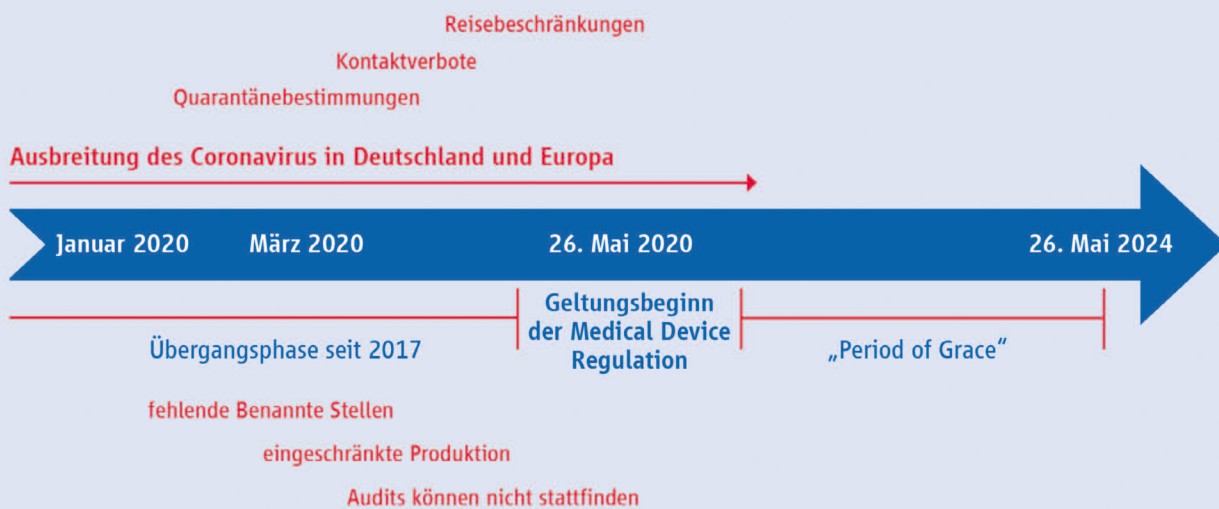 Reisebeschränkungen
Kontaktverbote
Quarantänebestimmungen
Ausbreitung des Coronavirus in Deutschland und Europa
Januar 2020
März 2020
26. Mai 2020
26. Mai 2024
Übergangsphase seit 2017
Geltungsbeginn
der Medical Device
Regulation
„Period of Grace“
fehlende Benannte Stellen
eingeschränkte Produktion
Audits können nicht stattfinden